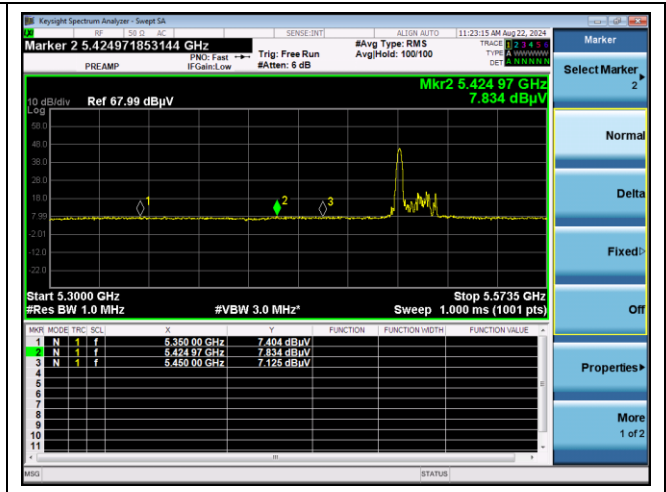 Keysight Spectrum Analyzer - Swept SA
RF 50 Ω AC SENSE:INT ALIGN AUTO 11:23:15 AM Aug 22, 2024
Marker 2 5.424971853144 GHz
PREAMP
PNO: Fast
IFGain:Low
Trig: Free Run
#Atten: 6 dB
#Avg Type: RMS
Avg|Hold: 100/100
TRACE 1 2 3 4 5 6
TYPE A WWWWW
DET A N N N N N
Mkr2 5.424 97 GHz
7.834 dBµV
10 dB/div Ref 67.99 dBµV
Log
58.0
48.0
38.0
28.0
18.0
7.99
-2.01
-12.0
-22.0
1
2
3
Start 5.3000 GHz Stop 5.5735 GHz
#Res BW 1.0 MHz #VBW 3.0 MHz* Sweep 1.000 ms (1001 pts)
MKR MODE TRC SCL X Y FUNCTION FUNCTION WIDTH FUNCTION VALUE
1 N 1 f 5.350 00 GHz 7.404 dBµV
2 N 1 f 5.424 97 GHz 7.834 dBµV
3 N 1 f 5.450 00 GHz 7.125 dBµV
4
5
6
7
8
9
10
11
MSG STATUS
Marker
Select Marker
2
Normal
Delta
Fixed
Off
Properties
More
1 of 2